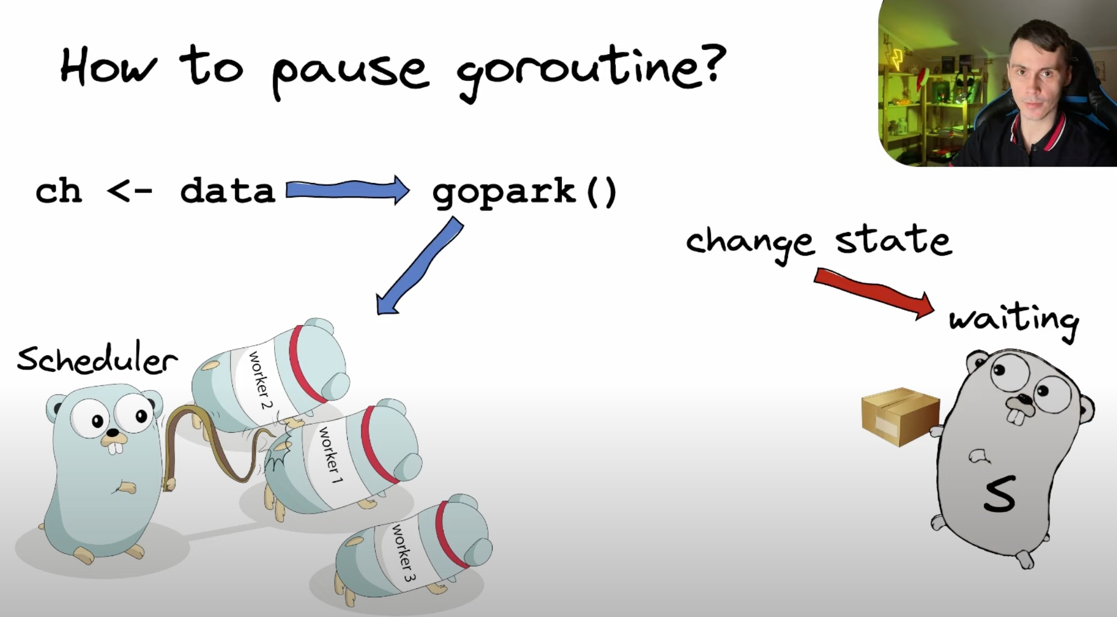 How to pause goroutine?
ch <- data
gopark()
change state
waiting
Scheduler
worker 2
worker 1
worker 3
S